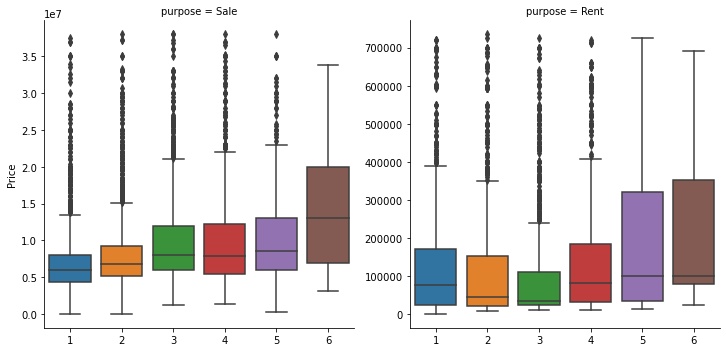 purpose = Sale
1e7
3.5
3.0
2.5
2.0
1.5
1.0
0.5
0.0
Price
1 2 3 4 5 6
purpose = Rent
700000
600000
500000
400000
300000
200000
100000
0
1 2 3 4 5 6